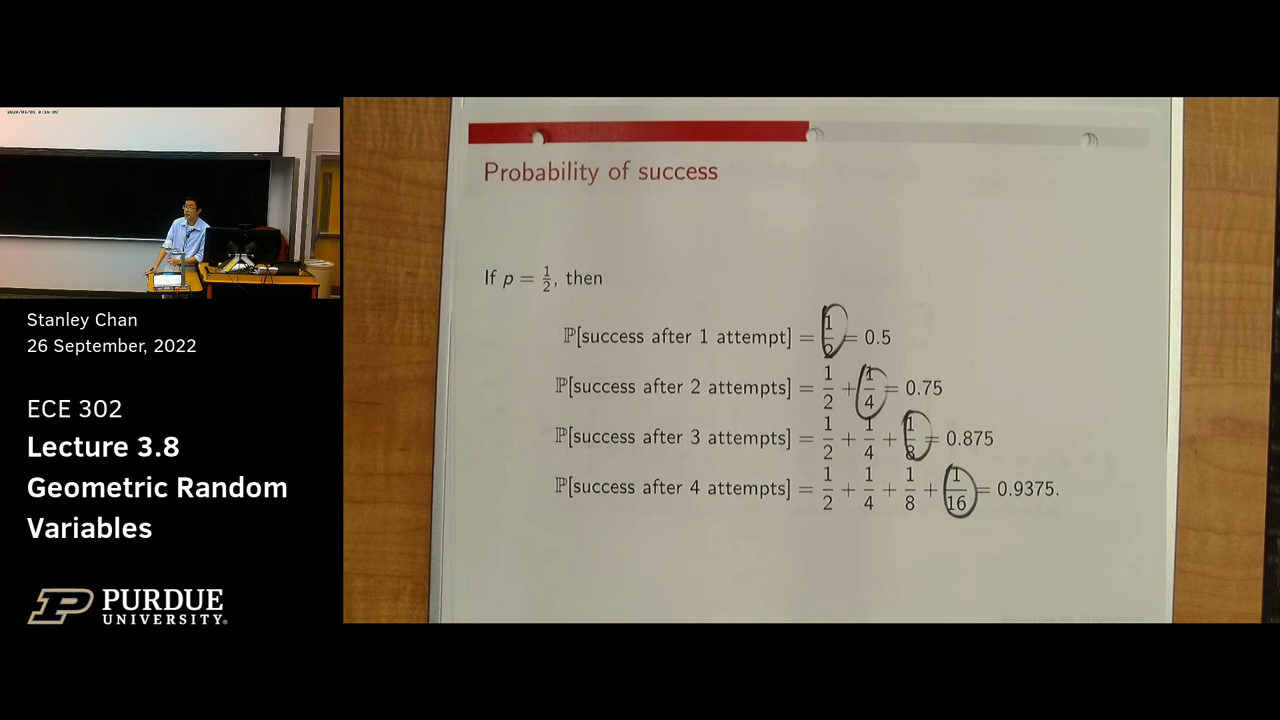 Stanley Chan
26 September, 2022
ECE 302
Lecture 3.8
Geometric Random
Variables
PURDUE
UNIVERSITY®
Probability of success
If p = 1/2, then
ℙ[success after 1 attempt] = 1/2 = 0.5
ℙ[success after 2 attempts] = 1/2 + 1/4 = 0.75
ℙ[success after 3 attempts] = 1/2 + 1/4 + 1/8 = 0.875
ℙ[success after 4 attempts] = 1/2 + 1/4 + 1/8 + 1/16 = 0.9375.